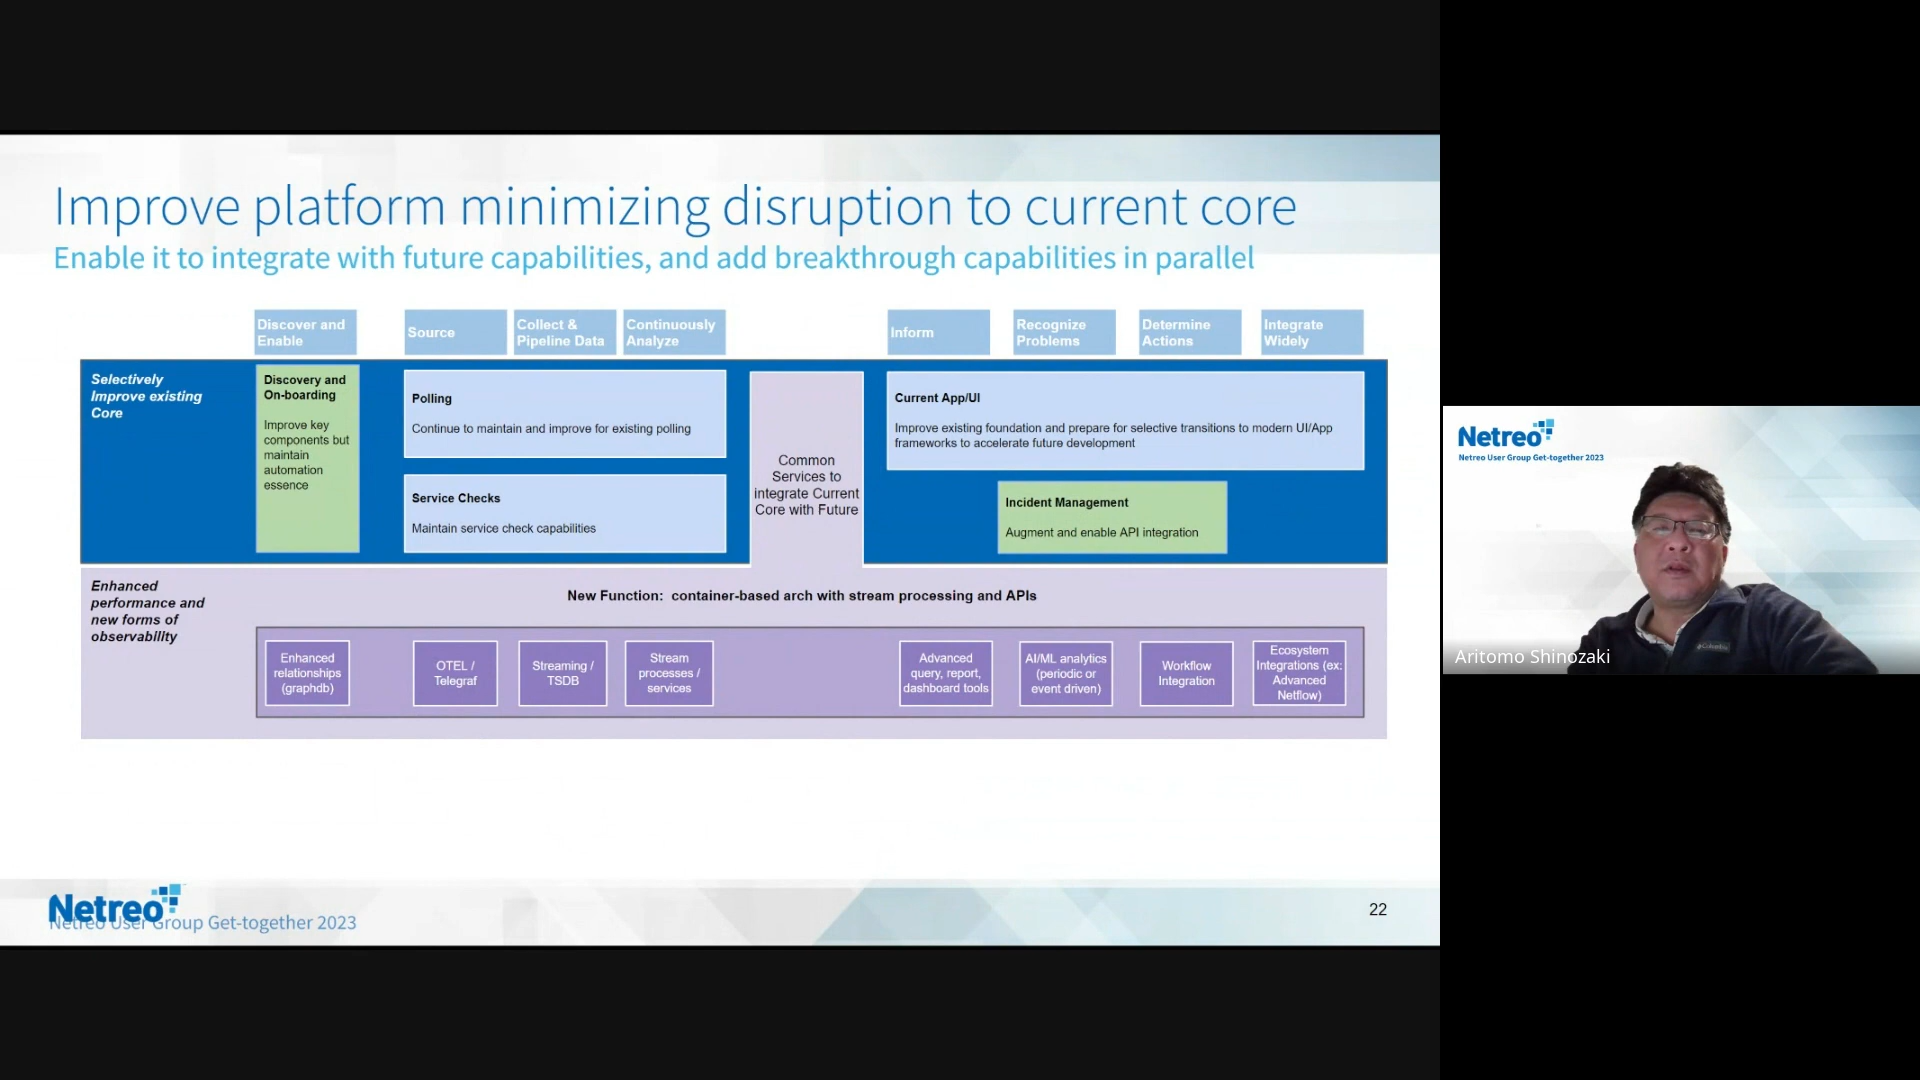 Improve platform minimizing disruption to current core
Enable it to integrate with future capabilities, and add breakthrough capabilities in parallel
Discover and
Enable
Source
Collect &
Pipeline Data
Continuously
Analyze
Inform
Recognize
Problems
Determine
Actions
Integrate
Widely
Selectively
Improve existing
Core
Discovery and
On-boarding
Improve key
components but
maintain
automation
essence
Polling
Continue to maintain and improve for existing polling
Service Checks
Maintain service check capabilities
Common
Services to
integrate Current
Core with Future
Current App/UI
Improve existing foundation and prepare for selective transitions to modern UI/App
frameworks to accelerate future development
Incident Management
Augment and enable API integration
Enhanced
performance and
new forms of
observability
New Function:  container-based arch with stream processing and APIs
Enhanced
relationships
(graphdb)
OTEL /
Telegraf
Streaming /
TSDB
Stream
processes /
services
Advanced
query, report,
dashboard tools
AI/ML analytics
(periodic or
event driven)
Workflow
Integration
Ecosystem
Integrations (ex:
Advanced
Netflow)
Netreo
Netreo User Group Get-together 2023
22
Netreo
Netreo User Group Get-together 2023
Columbia
Aritomo Shinozaki